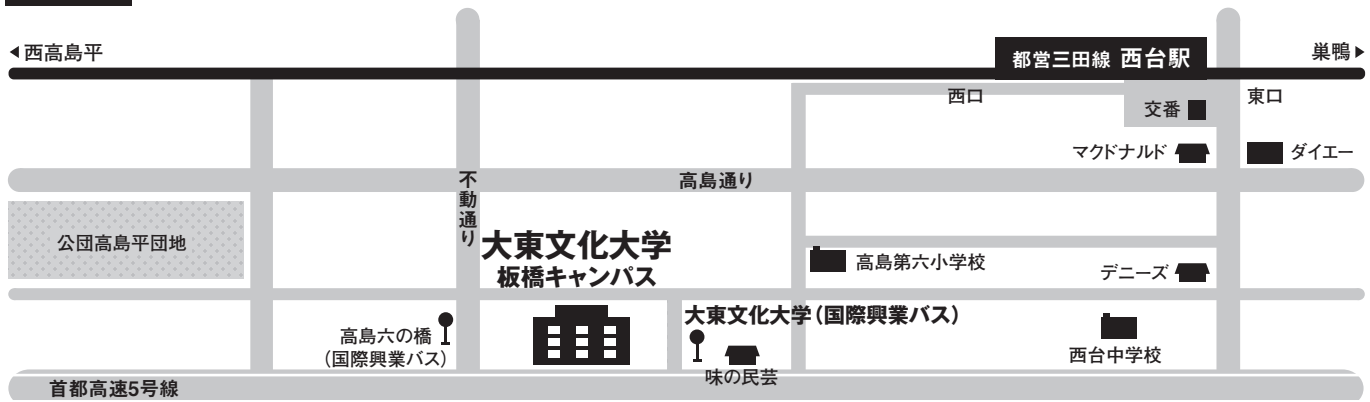 ◀西高島平
都営三田線 西台駅
巣鴨▶
西口
東口
交番
マクドナルド
ダイエー
不動通り
高島通り
公団高島平団地
大東文化大学
板橋キャンパス
高島第六小学校
デニーズ
高島六の橋
(国際興業バス)
大東文化大学(国際興業バス)
味の民芸
西台中学校
首都高速5号線